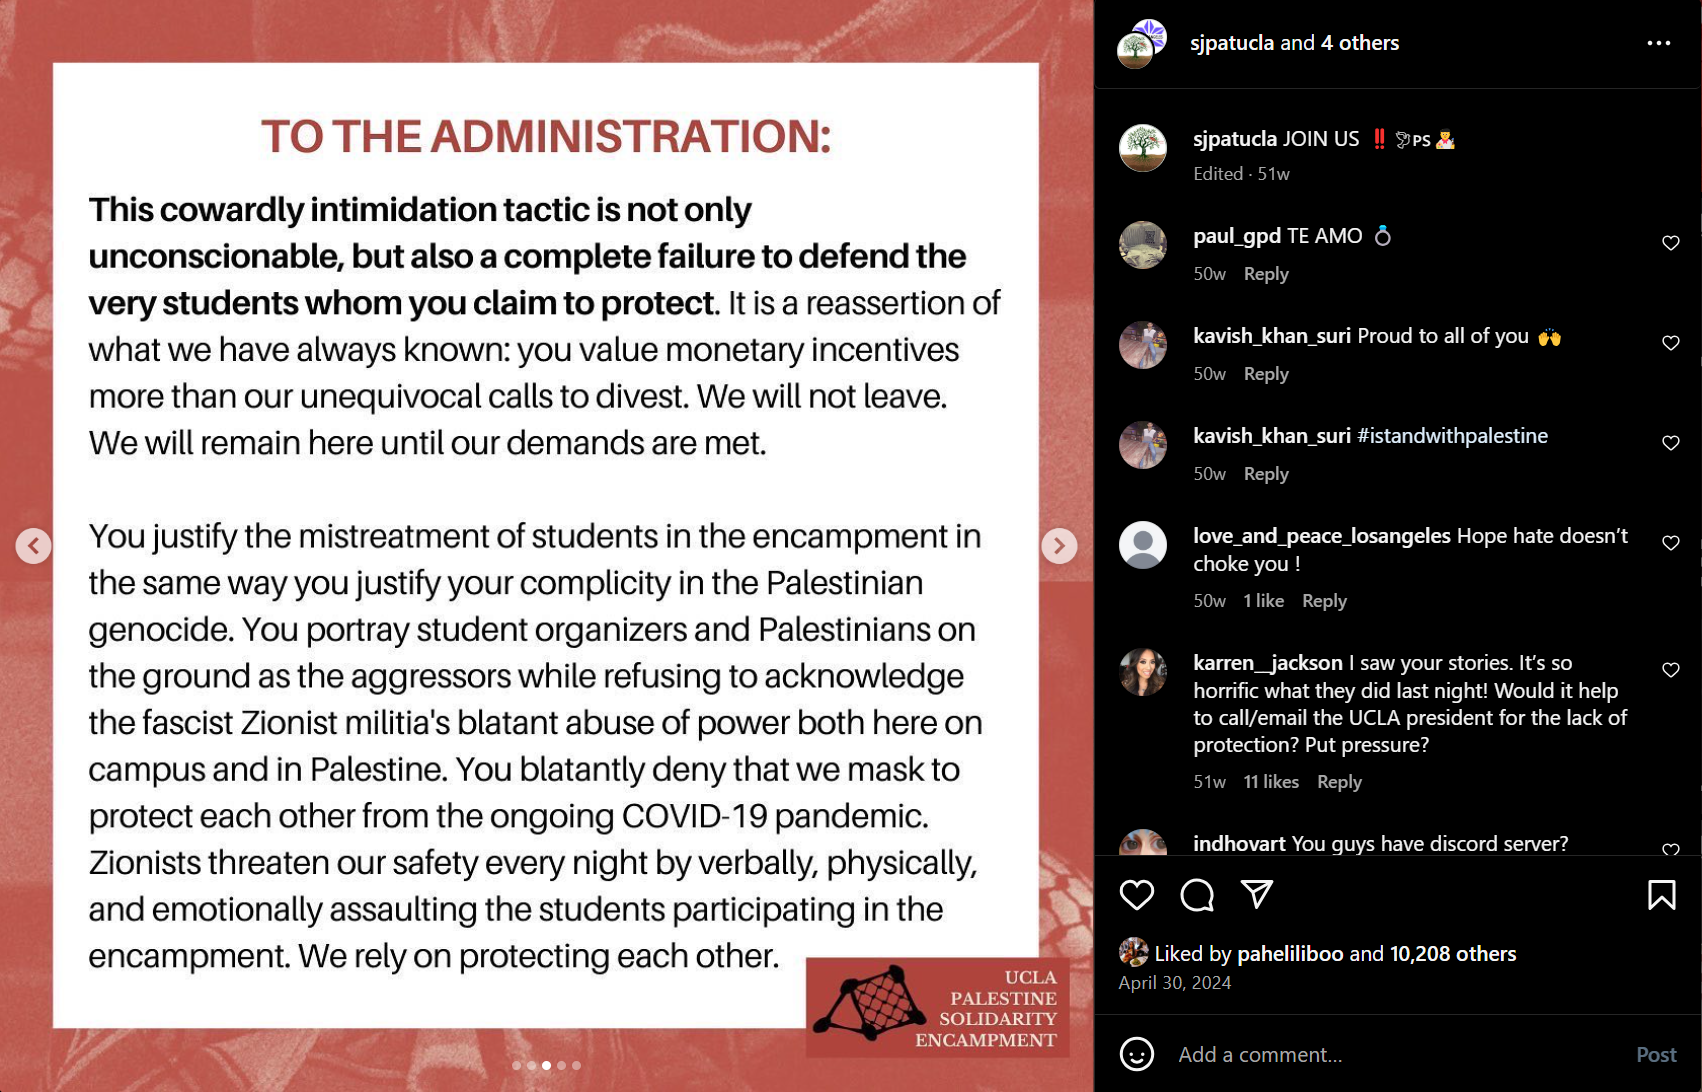 TO THE ADMINISTRATION:
This cowardly intimidation tactic is not only
unconscionable, but also a complete failure to defend the
very students whom you claim to protect. It is a reassertion of
what we have always known: you value monetary incentives
more than our unequivocal calls to divest. We will not leave.
We will remain here until our demands are met.
You justify the mistreatment of students in the encampment in
the same way you justify your complicity in the Palestinian
genocide. You portray student organizers and Palestinians on
the ground as the aggressors while refusing to acknowledge
the fascist Zionist militia's blatant abuse of power both here on
campus and in Palestine. You blatantly deny that we mask to
protect each other from the ongoing COVID-19 pandemic.
Zionists threaten our safety every night by verbally, physically,
and emotionally assaulting the students participating in the
encampment. We rely on protecting each other.
UCLA
PALESTINE
SOLIDARITY
ENCAMPMENT
sjpatucla and 4 others
sjpatucla JOIN US ‼️ 🕊🇵🇸 
Edited · 51w
paul_gpd TE AMO 💍
50w Reply
kavish_khan_suri Proud to all of you 🙌
50w Reply
kavish_khan_suri #istandwithpalestine
50w Reply
love_and_peace_losangeles Hope hate doesn’t
choke you !
50w 1 like Reply
karren__jackson I saw your stories. It’s so
horrific what they did last night! Would it help
to call/email the UCLA president for the lack of
protection? Put pressure?
51w 11 likes Reply
indhovart You guys have discord server?
Liked by paheliliboo and 10,208 others
April 30, 2024
Add a comment...
Post